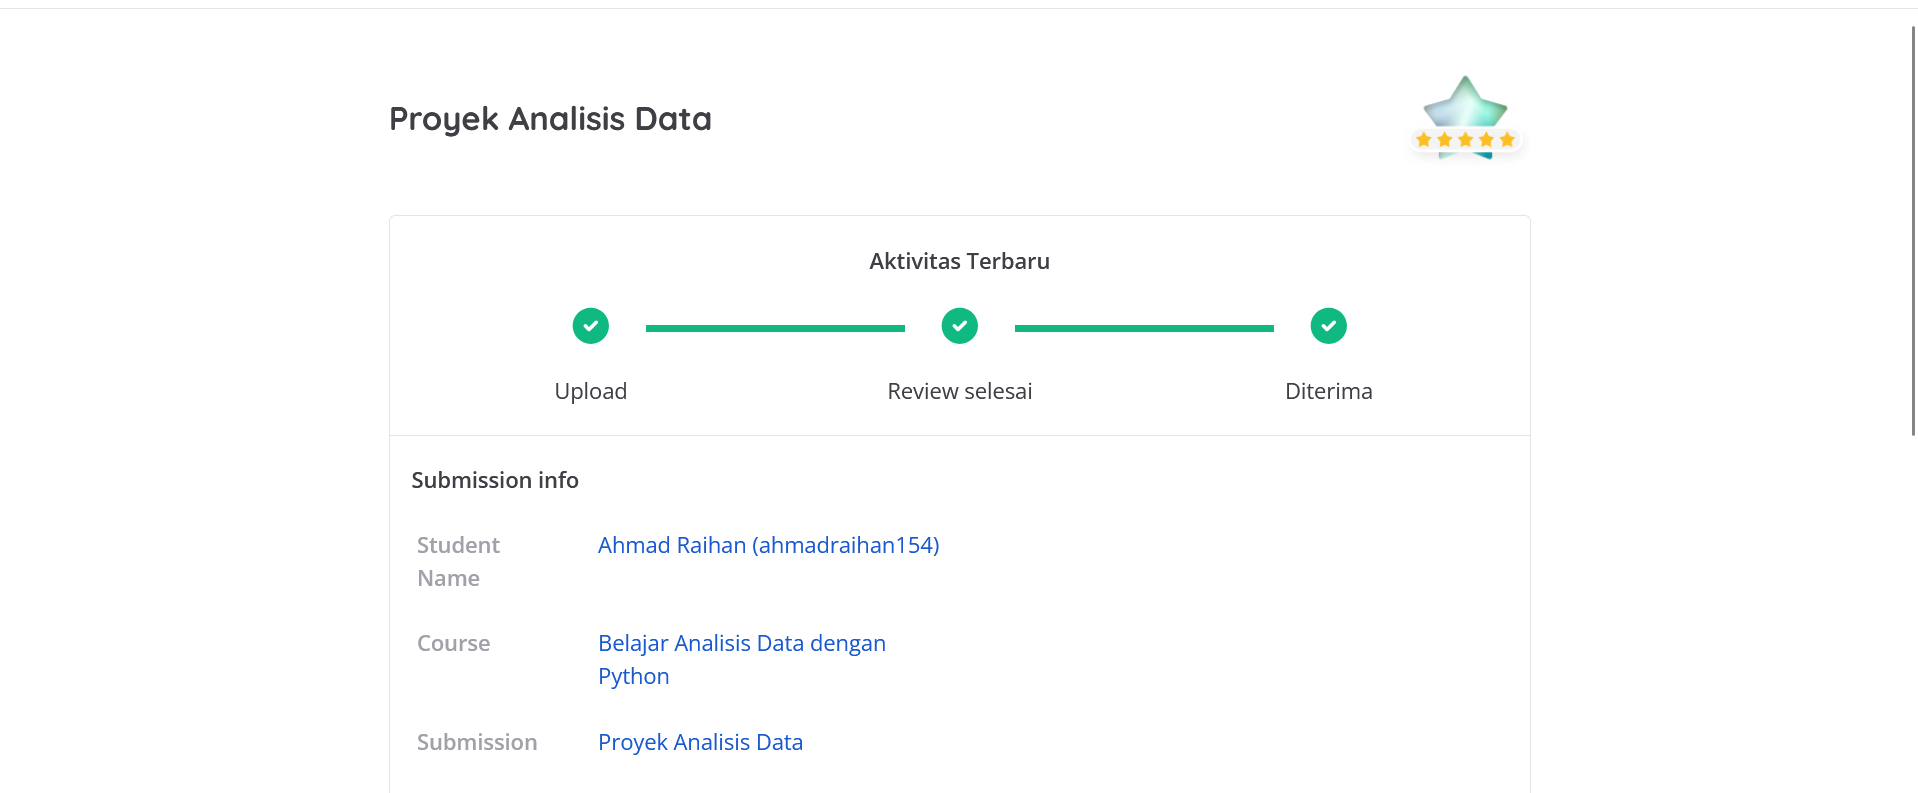 Proyek Analisis Data
Aktivitas Terbaru
Upload
Review selesai
Diterima
Submission info
Student
Name
Ahmad Raihan (ahmadraihan154)
Course
Belajar Analisis Data dengan
Python
Submission
Proyek Analisis Data